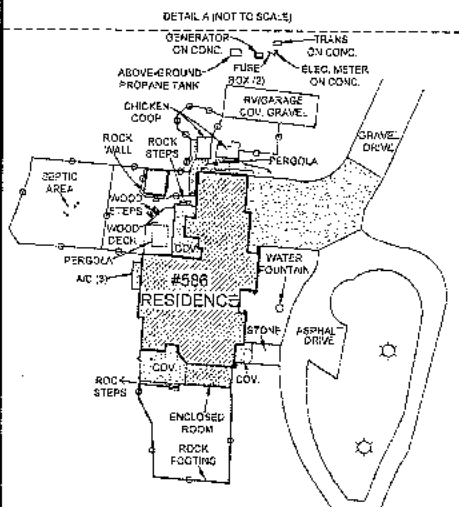 DETAIL A (NOT TO SCALE)
GENERATOR
ON CONC.
TRANS
ON CONC.
ABOVE-GROUND
PROPANE TANK
FUSE
BOX (2)
ELEC. METER
ON CONC.
CHICKEN
COOP
RV/GARAGE
COV. GRAVEL
GRAVEL
DRIVE
ROCK
WALL
ROCK
STEPS
PERGOLA
SEPTIC
AREA
WOOD
STEPS
WOOD
DECK
COV.
PERGOLA
A/C (3)
WATER
FOUNTAIN
#586
RESIDENCE
STONE
ASPHALT
DRIVE
COV.
COV.
ROCK
STEPS
ENCLOSED
ROOM
ROCK
FOOTING